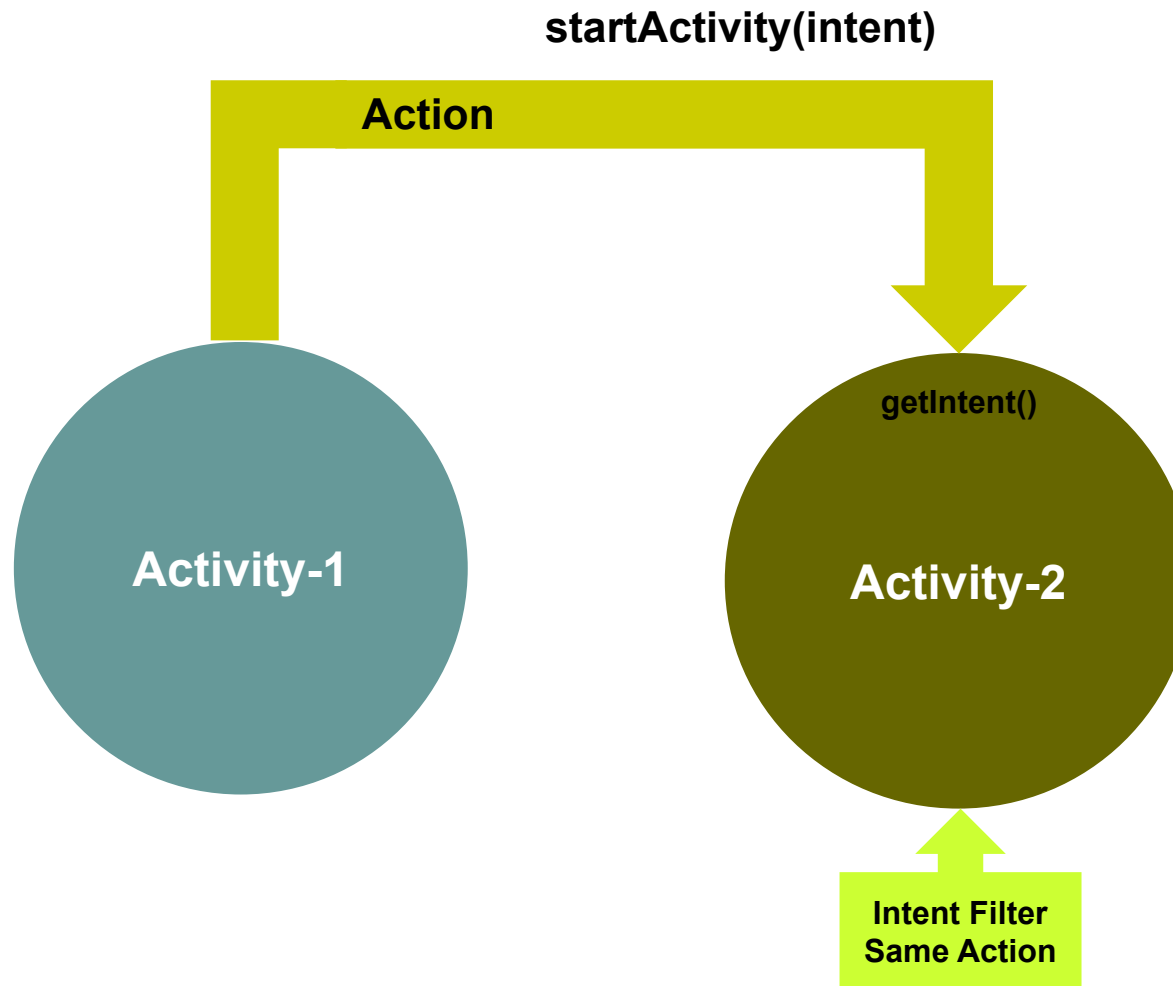 startActivity(intent)
Action
getIntent()
Activity-1
Activity-2
Intent Filter
Same Action